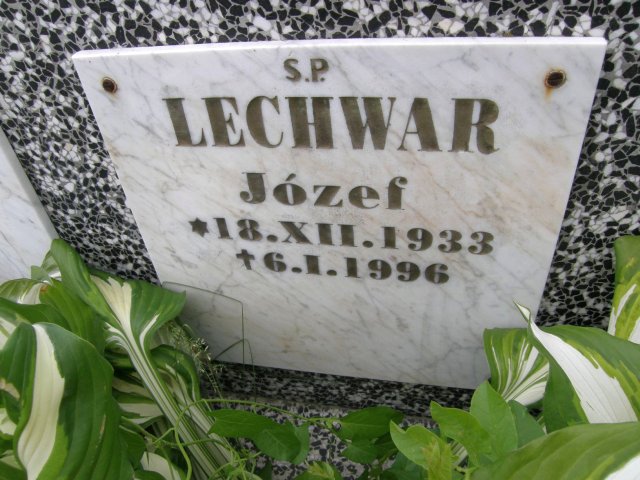 S.P.
LECHWAR
Józef
*18.XII.1933
†6.I.1996